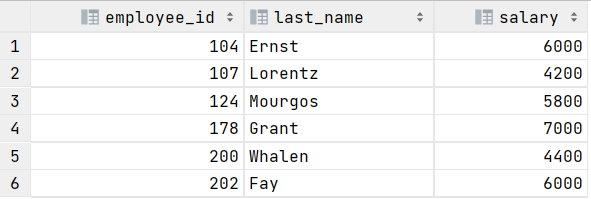 employee_id last_name salary
1 104 Ernst 6000
2 107 Lorentz 4200
3 124 Mourgos 5800
4 178 Grant 7000
5 200 Whalen 4400
6 202 Fay 6000